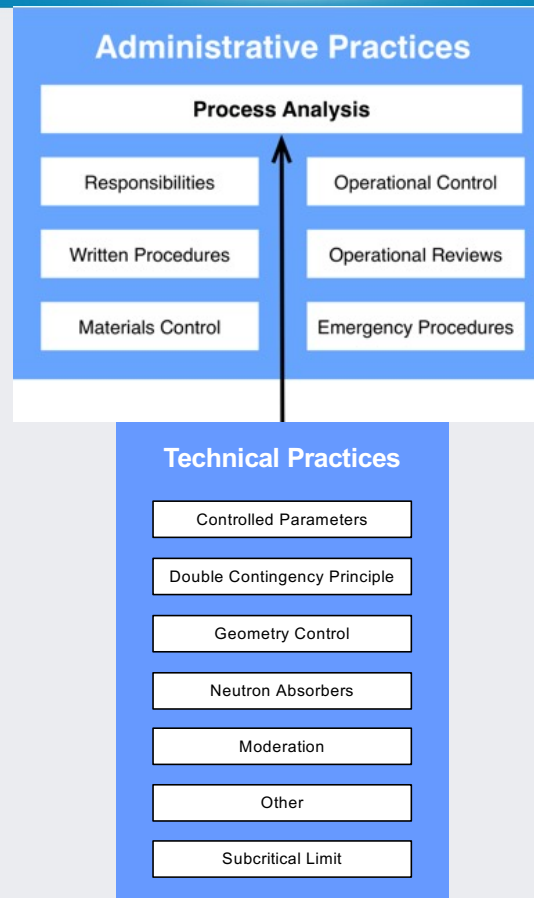 Administrative Practices
Process Analysis
Responsibilities
Operational Control
Written Procedures
Operational Reviews
Materials Control
Emergency Procedures
Technical Practices
Controlled Parameters
Double Contingency Principle
Geometry Control
Neutron Absorbers
Moderation
Other
Subcritical Limit